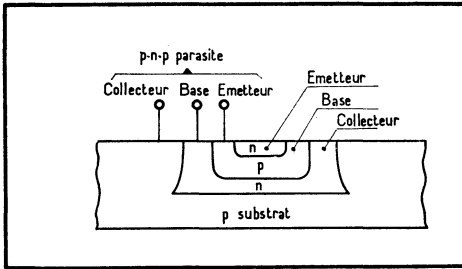 p-n-p parasite
Collecteur Base Emetteur
Emetteur
Base
Collecteur
n
p
n
p substrat